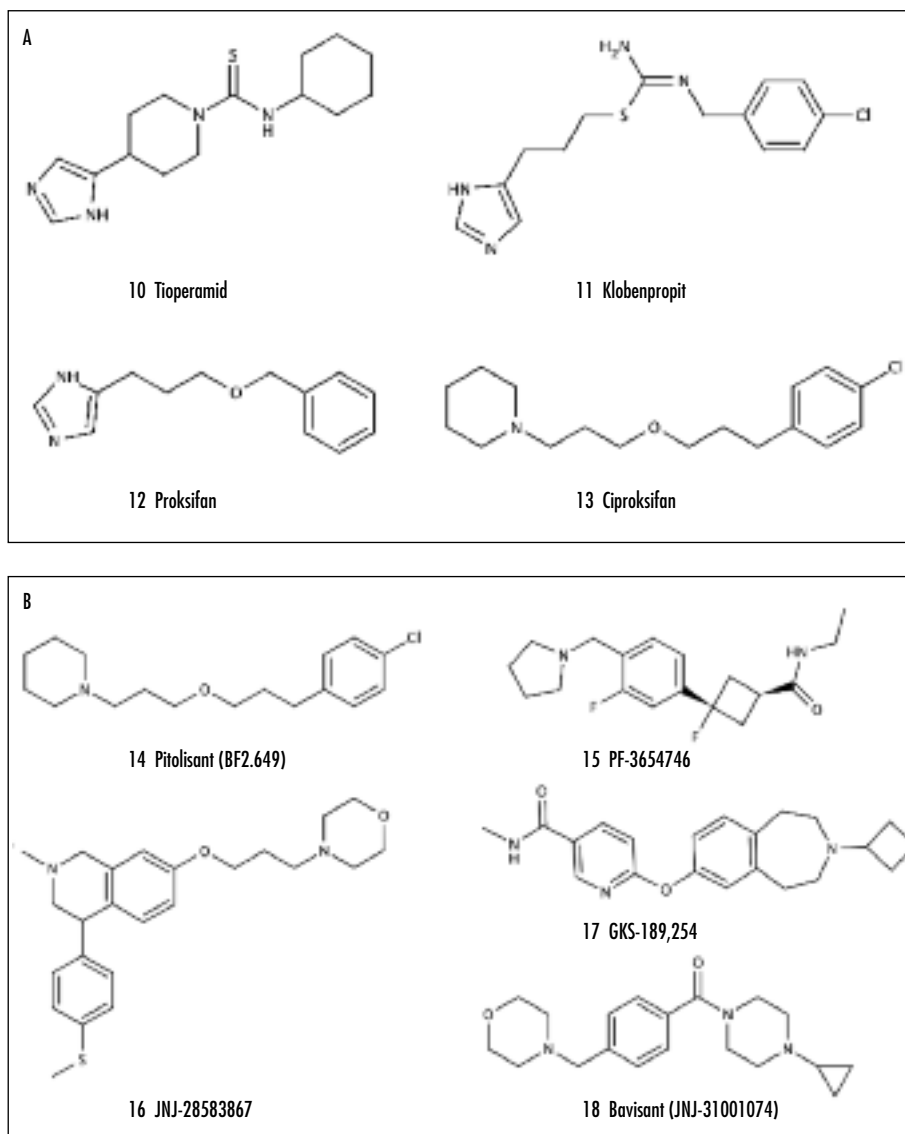 A
S
N
N
H
N
NH
10 Tioperamid
H₂N
N
S
Cl
HN
N
11 Klobenpropit
NH
N
O
12 Proksifan
N
O
Cl
13 Ciproksifan
B
N
O
Cl
14 Pitolisant (BF2.649)
N
F
F
HN
O
15 PF-3654746
N
O
N
O
S
16 JNJ-28583867
O
N
H
N
O
N
17 GKS-189,254
O
N
O
N
N
18 Bavisant (JNJ-31001074)